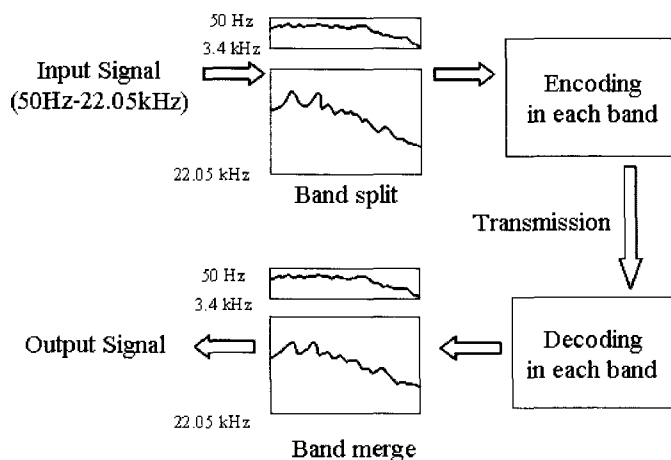 50 Hz
3.4 kHz
Input Signal
(50Hz-22.05kHz)
22.05 kHz
Band split
Encoding
in each band
Transmission
50 Hz
3.4 kHz
Output Signal
22.05 kHz
Band merge
Decoding
in each band